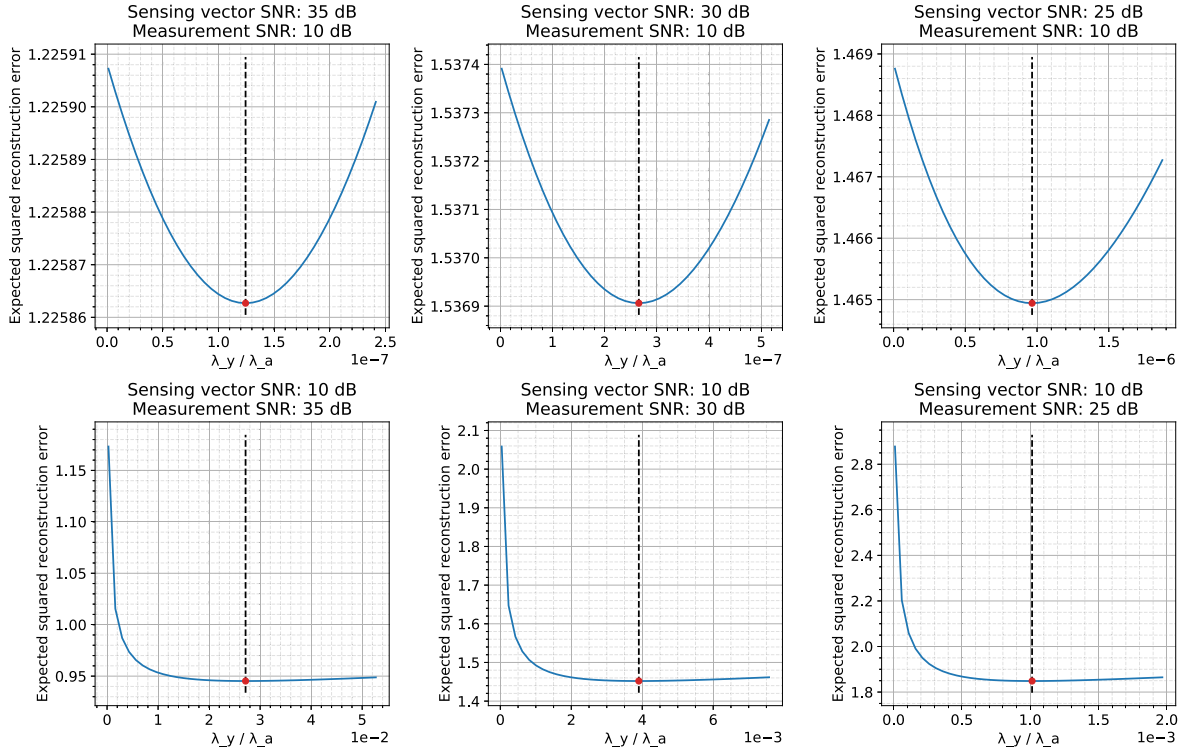 Sensing vector SNR: 35 dB
Measurement SNR: 10 dB
Expected squared reconstruction error
1.22591
1.22590
1.22589
1.22588
1.22587
1.22586
0.0 0.5 1.0 1.5 2.0 2.5
1e−7
λ_y / λ_a
Sensing vector SNR: 30 dB
Measurement SNR: 10 dB
Expected squared reconstruction error
1.5374
1.5373
1.5372
1.5371
1.5370
1.5369
0 1 2 3 4 5
1e−7
λ_y / λ_a
Sensing vector SNR: 25 dB
Measurement SNR: 10 dB
Expected squared reconstruction error
1.469
1.468
1.467
1.466
1.465
0.0 0.5 1.0 1.5
1e−6
λ_y / λ_a
Sensing vector SNR: 10 dB
Measurement SNR: 35 dB
Expected squared reconstruction error
1.15
1.10
1.05
1.00
0.95
0 1 2 3 4 5
1e−2
λ_y / λ_a
Sensing vector SNR: 10 dB
Measurement SNR: 30 dB
Expected squared reconstruction error
2.1
2.0
1.9
1.8
1.7
1.6
1.5
1.4
0 2 4 6
1e−3
λ_y / λ_a
Sensing vector SNR: 10 dB
Measurement SNR: 25 dB
Expected squared reconstruction error
2.8
2.6
2.4
2.2
2.0
1.8
0.0 0.5 1.0 1.5 2.0
1e−3
λ_y / λ_a